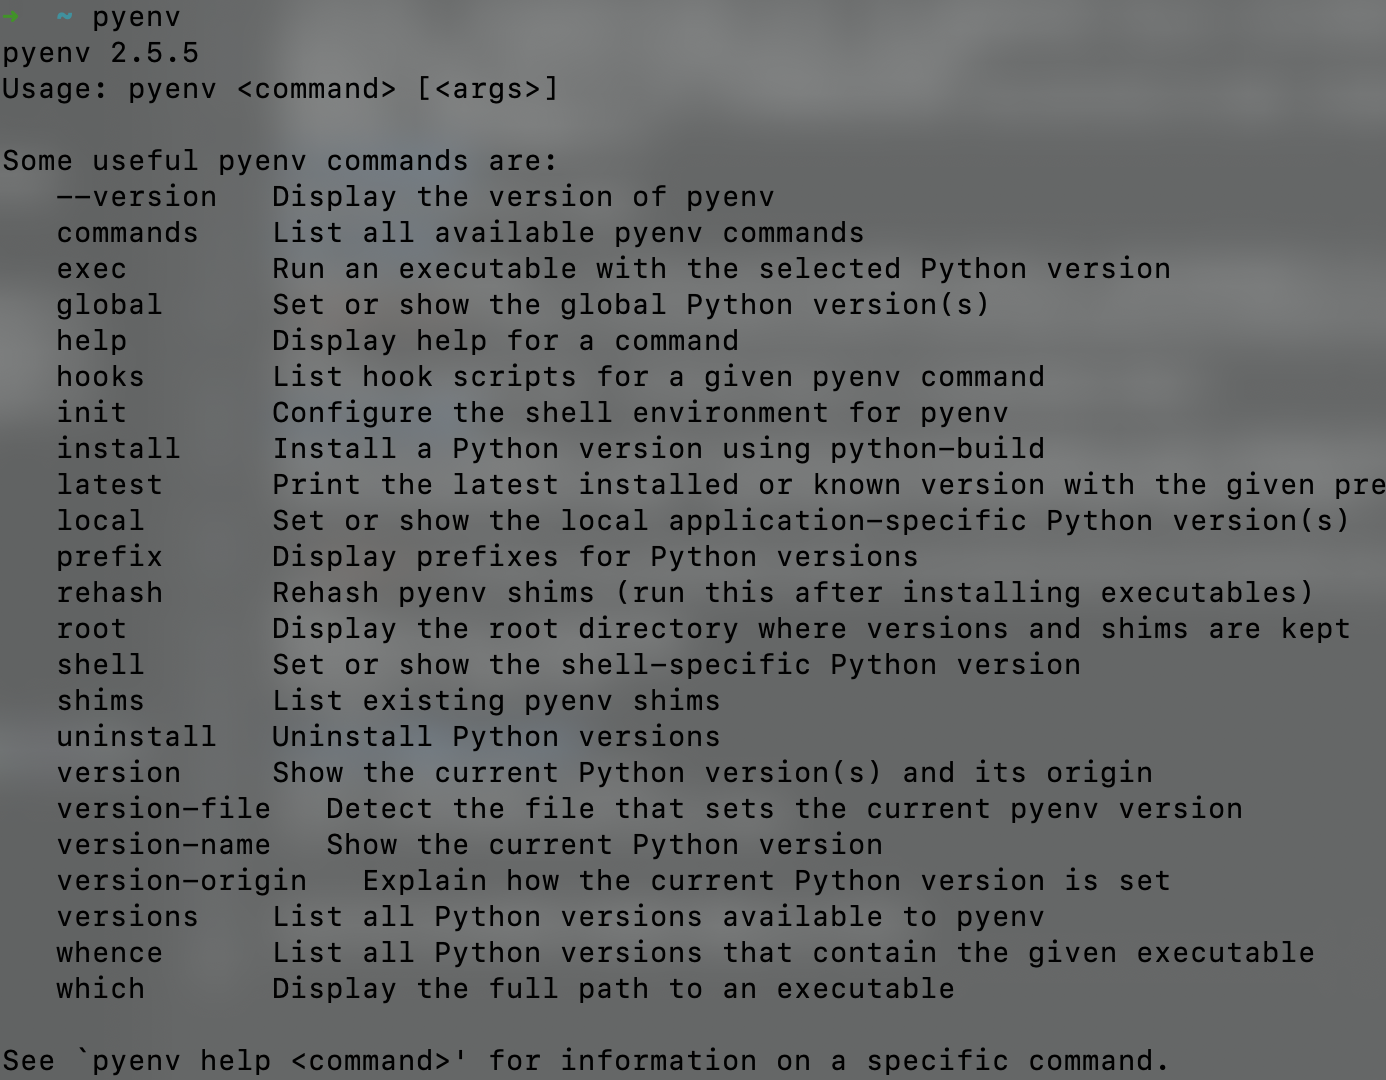 ➜  ~ pyenv
pyenv 2.5.5
Usage: pyenv <command> [<args>]

Some useful pyenv commands are:
   --version   Display the version of pyenv
   commands    List all available pyenv commands
   exec        Run an executable with the selected Python version
   global      Set or show the global Python version(s)
   help        Display help for a command
   hooks       List hook scripts for a given pyenv command
   init        Configure the shell environment for pyenv
   install     Install a Python version using python-build
   latest      Print the latest installed or known version with the given pre
   local       Set or show the local application-specific Python version(s)
   prefix      Display prefixes for Python versions
   rehash      Rehash pyenv shims (run this after installing executables)
   root        Display the root directory where versions and shims are kept
   shell       Set or show the shell-specific Python version
   shims       List existing pyenv shims
   uninstall   Uninstall Python versions
   version     Show the current Python version(s) and its origin
   version-file   Detect the file that sets the current pyenv version
   version-name   Show the current Python version
   version-origin   Explain how the current Python version is set
   versions    List all Python versions available to pyenv
   whence      List all Python versions that contain the given executable
   which       Display the full path to an executable

See `pyenv help <command>' for information on a specific command.